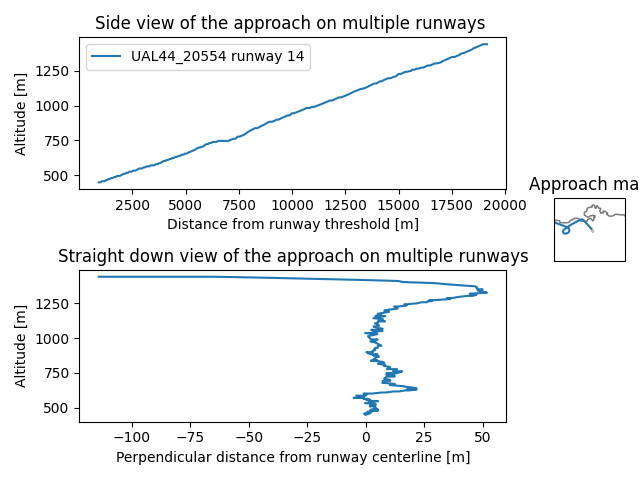 Side view of the approach on multiple runways
UAL44_20554 runway 14
Altitude [m]
1250
1000
750
500
2500
5000
7500
10000
12500
15000
17500
20000
Distance from runway threshold [m]
Approach ma
Straight down view of the approach on multiple runways
Altitude [m]
1250
1000
750
500
−100
−75
−50
−25
0
25
50
Perpendicular distance from runway centerline [m]